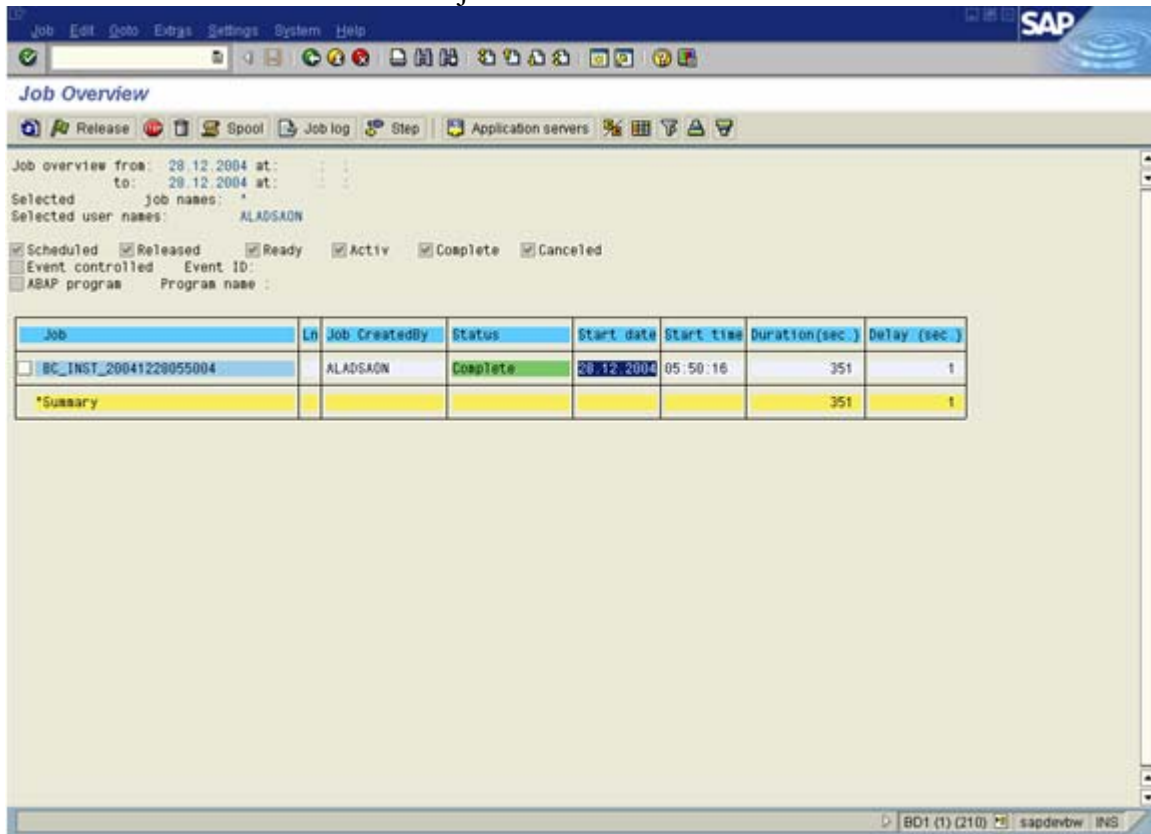 Job Edit Goto Extras Settings System Help
SAP
Job Overview
Release Spool Job log Step Application servers
Job overview from: 28.12.2004 at: : :
to: 28.12.2004 at: : :
Selected job names: *
Selected user names: ALADSAON
Scheduled Released Ready Activ Complete Canceled
Event controlled Event ID:
ABAP program Program name :
Job Ln Job CreatedBy Status Start date Start time Duration(sec.) Delay (sec.)
BC_INST_20041228055004 ALADSAON Complete 28.12.2004 05:50:16 351 1
*Summary 351 1
BD1 (1) (210) sapdevbw INS